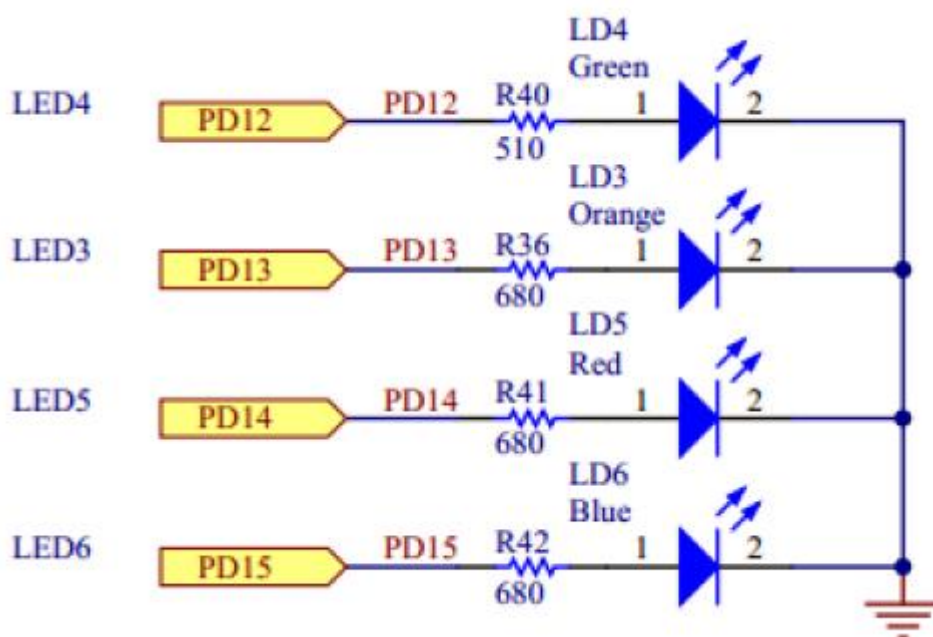 LD4
Green
LED4 PD12 PD12 R40 1 2
510
LD3
Orange
LED3 PD13 PD13 R36 1 2
680
LD5
Red
LED5 PD14 PD14 R41 1 2
680
LD6
Blue
LED6 PD15 PD15 R42 1 2
680